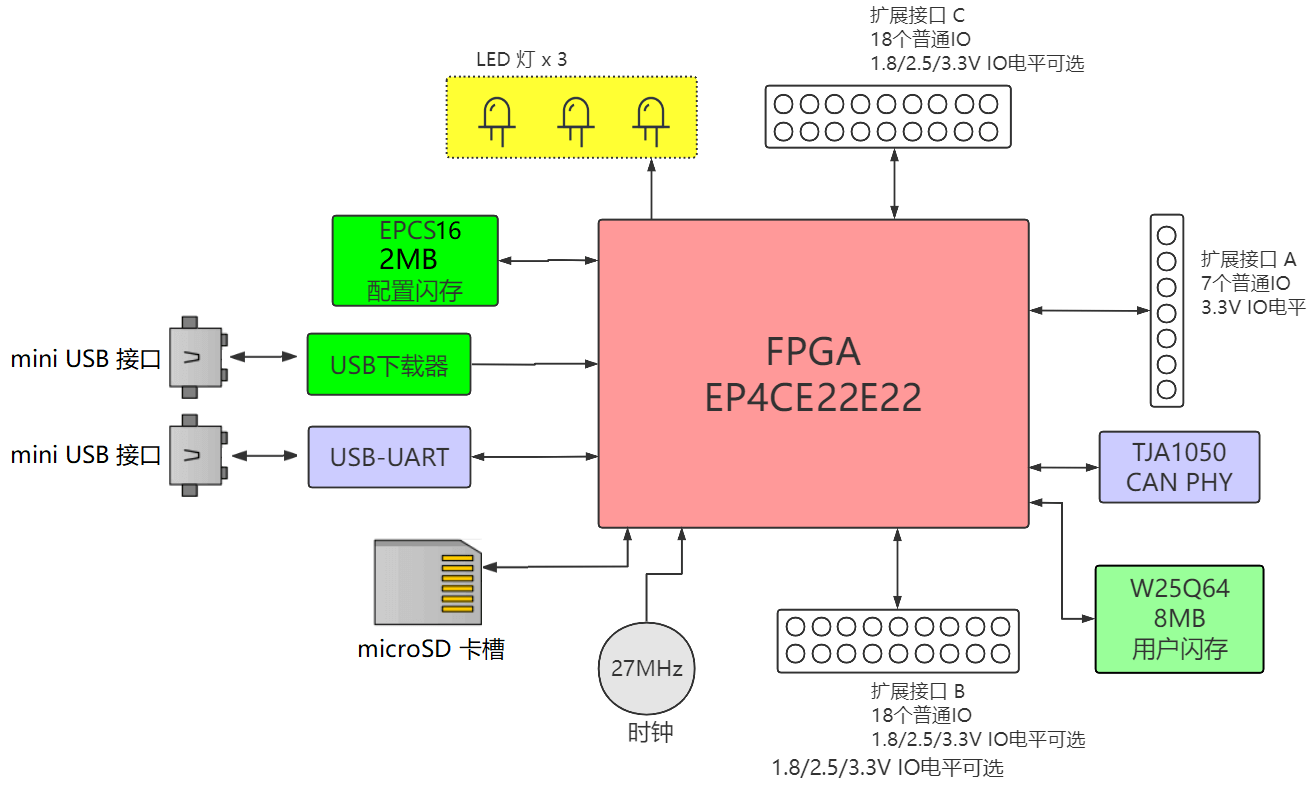 扩展接口 C
18个普通IO
1.8/2.5/3.3V IO电平可选
LED 灯 x 3
EPCS16
2MB
配置闪存
扩展接口 A
7个普通IO
3.3V IO电平
mini USB 接口
USB下载器
FPGA
EP4CE22E22
mini USB 接口
USB-UART
TJA1050
CAN PHY
microSD 卡槽
27MHz
时钟
W25Q64
8MB
用户闪存
扩展接口 B
18个普通IO
1.8/2.5/3.3V IO电平可选
1.8/2.5/3.3V IO电平可选